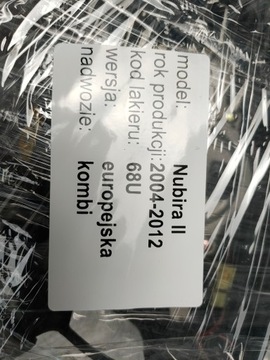 model: Nubira II
rok produkcji: 2004-2012
kod lakieru: 68U
wersja: europejska
nadwozie: kombi